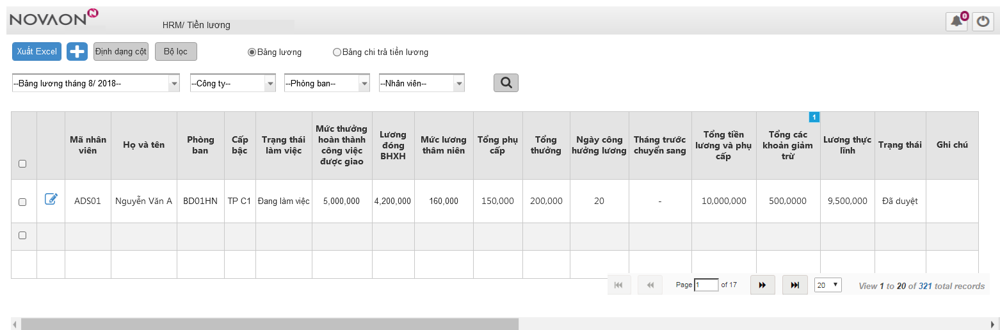 NOVAON
HRM/ Tiền lương
0
Xuất Excel
Định dạng cột
Bộ lọc
Bảng lương
Bảng chi trả tiền lương
--Bảng lương tháng 8/ 2018--
--Công ty--
--Phòng ban--
--Nhân viên--
1
Mã nhân
viên
Họ và tên
Phòng
ban
Cấp
bậc
Trạng thái
làm việc
Mức thưởng
hoàn thành
công việc
được giao
Lương
đóng
BHXH
Mức lương
thâm niên
Tổng phụ
cấp
Tổng
thưởng
Ngày công
hưởng lương
Tháng trước
chuyển sang
Tổng tiền
lương và phụ
cấp
Tổng các
khoản giảm
trừ
Lương thực
lĩnh
Trạng thái
Ghi chú
ADS01
Nguyễn Văn A
BD01HN
TP C1
Đang làm việc
5,000,000
4,200,000
160,000
150,000
200,000
20
-
10,000,000
500,0000
9,500,000
Đã duyệt
Page 1 of 17
20
View 1 to 20 of 321 total records